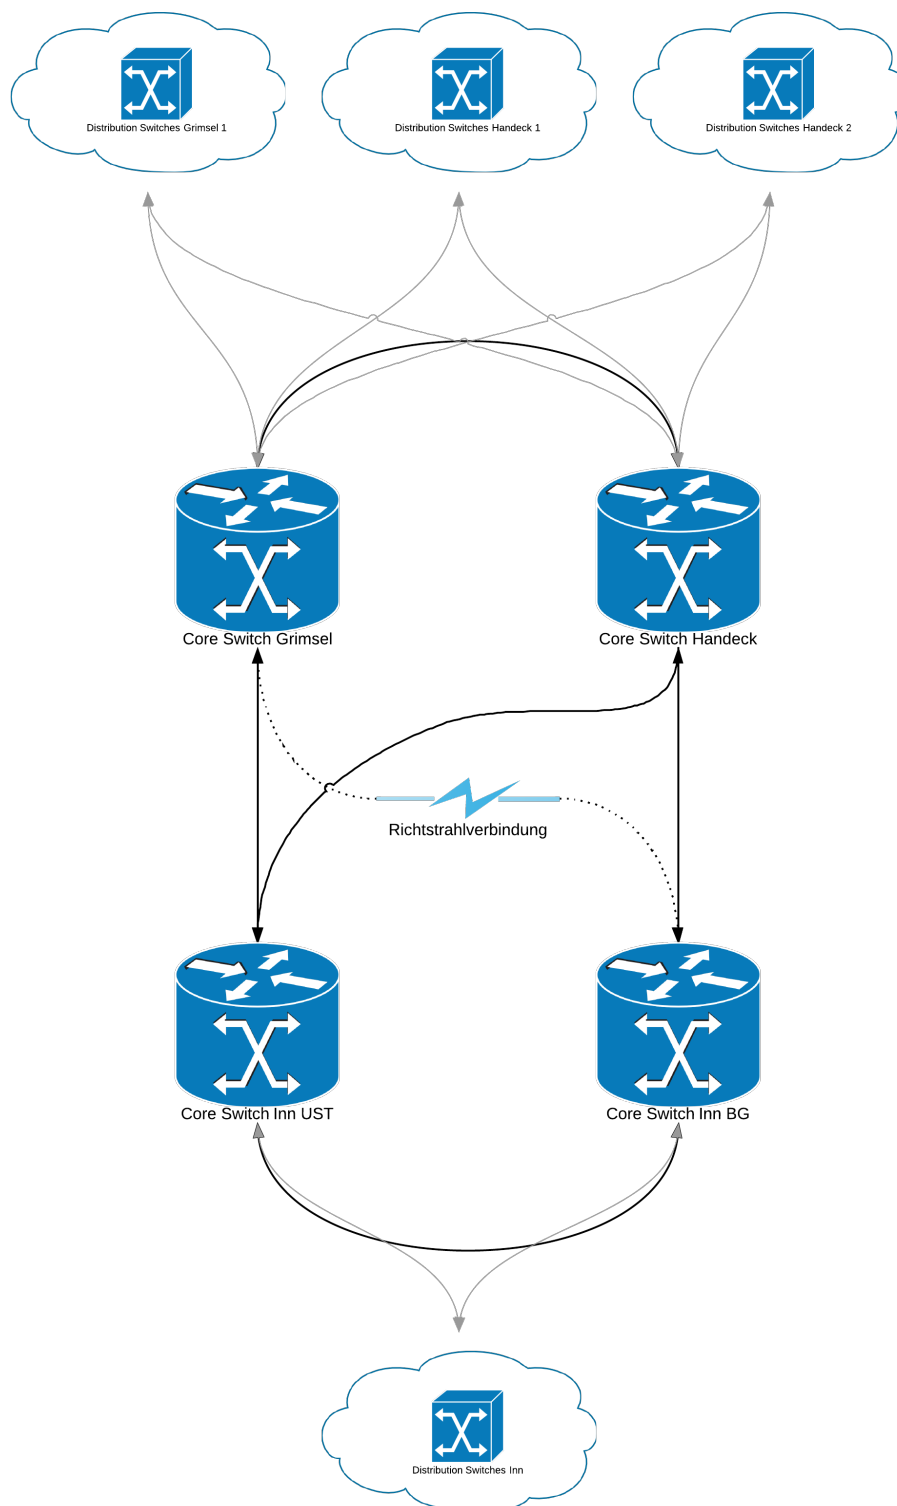 Distribution Switches Grimsel 1
Distribution Switches Handeck 1
Distribution Switches Handeck 2
Core Switch Grimsel
Core Switch Handeck
Richtstrahlverbindung
Core Switch Inn UST
Core Switch Inn BG
Distribution Switches Inn